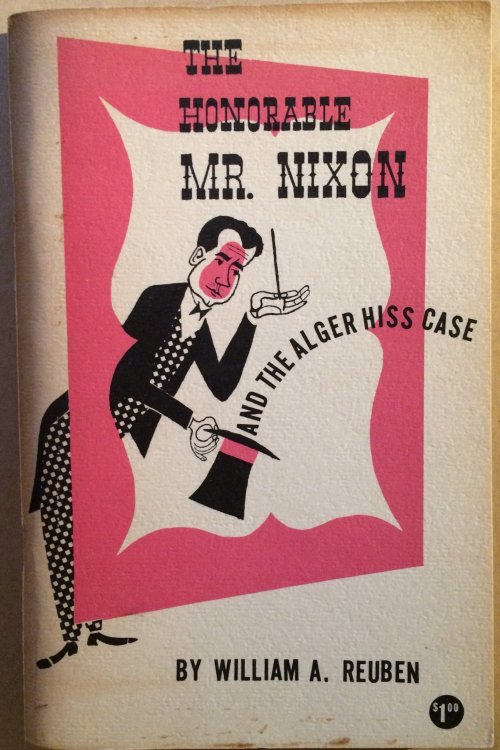 THE
HONORABLE
MR. NIXON
AND THE ALGER HISS CASE
BY WILLIAM A. REUBEN
$1.00